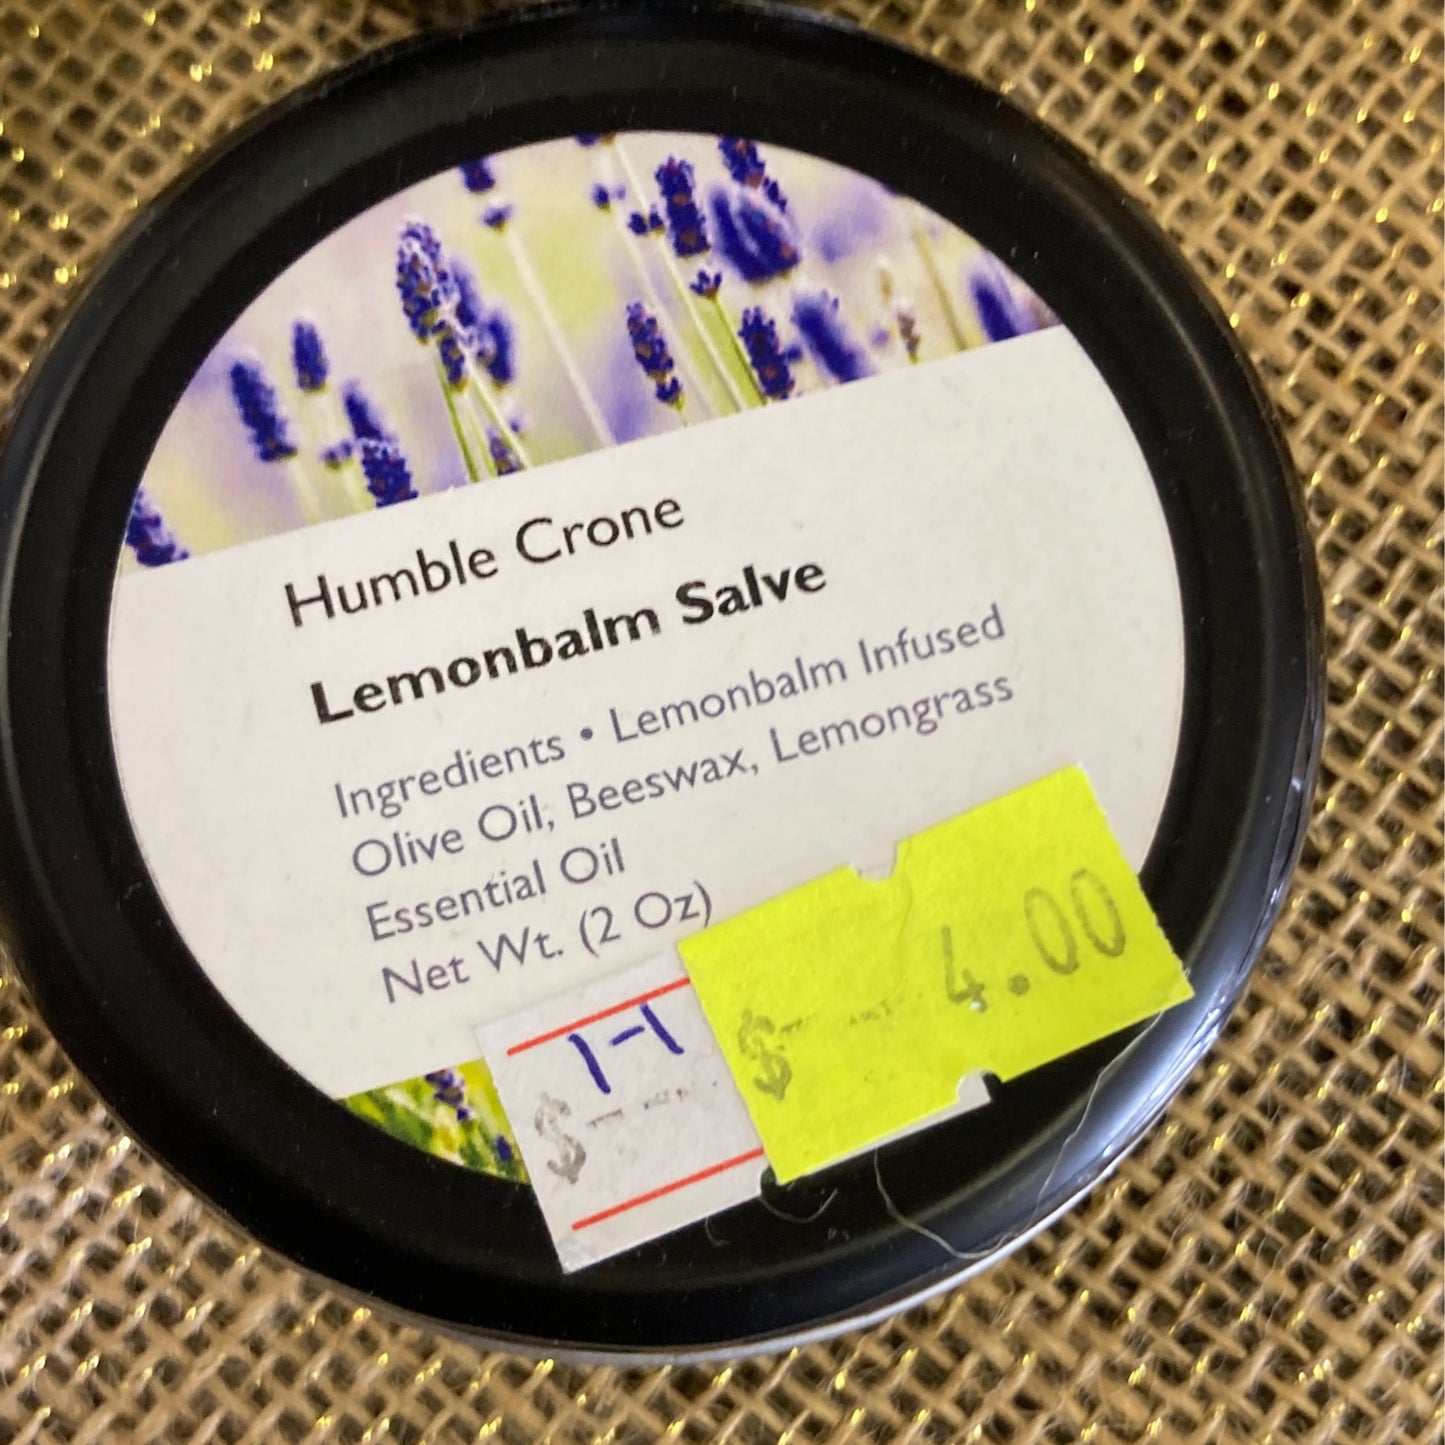 Humble Crone
Lemonbalm Salve
Ingredients • Lemonbalm Infused
Olive Oil, Beeswax, Lemongrass
Essential Oil
Net Wt. (2 Oz)
1-1
$
$ 4.00